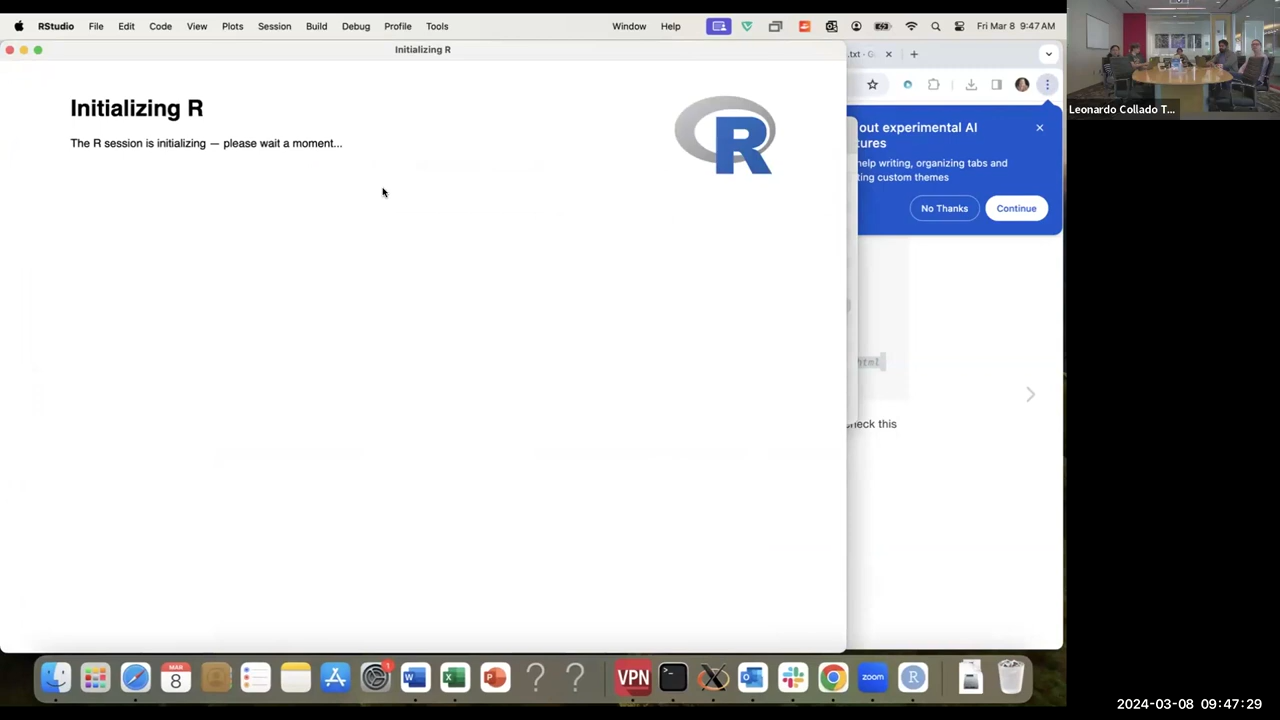 RStudio File Edit Code View Plots Session Build Debug Profile Tools Window Help Fri Mar 8 9:47 AM
Initializing R
.txt - G
Initializing R
The R session is initializing — please wait a moment...
R
out experimental AI
tures
help writing, organizing tabs and
ting custom themes
No Thanks Continue
html
check this
Leonardo Collado T...
MAR
8
1
W
X
P
?
?
VPN
zoom
R
2024-03-08 09:47:29